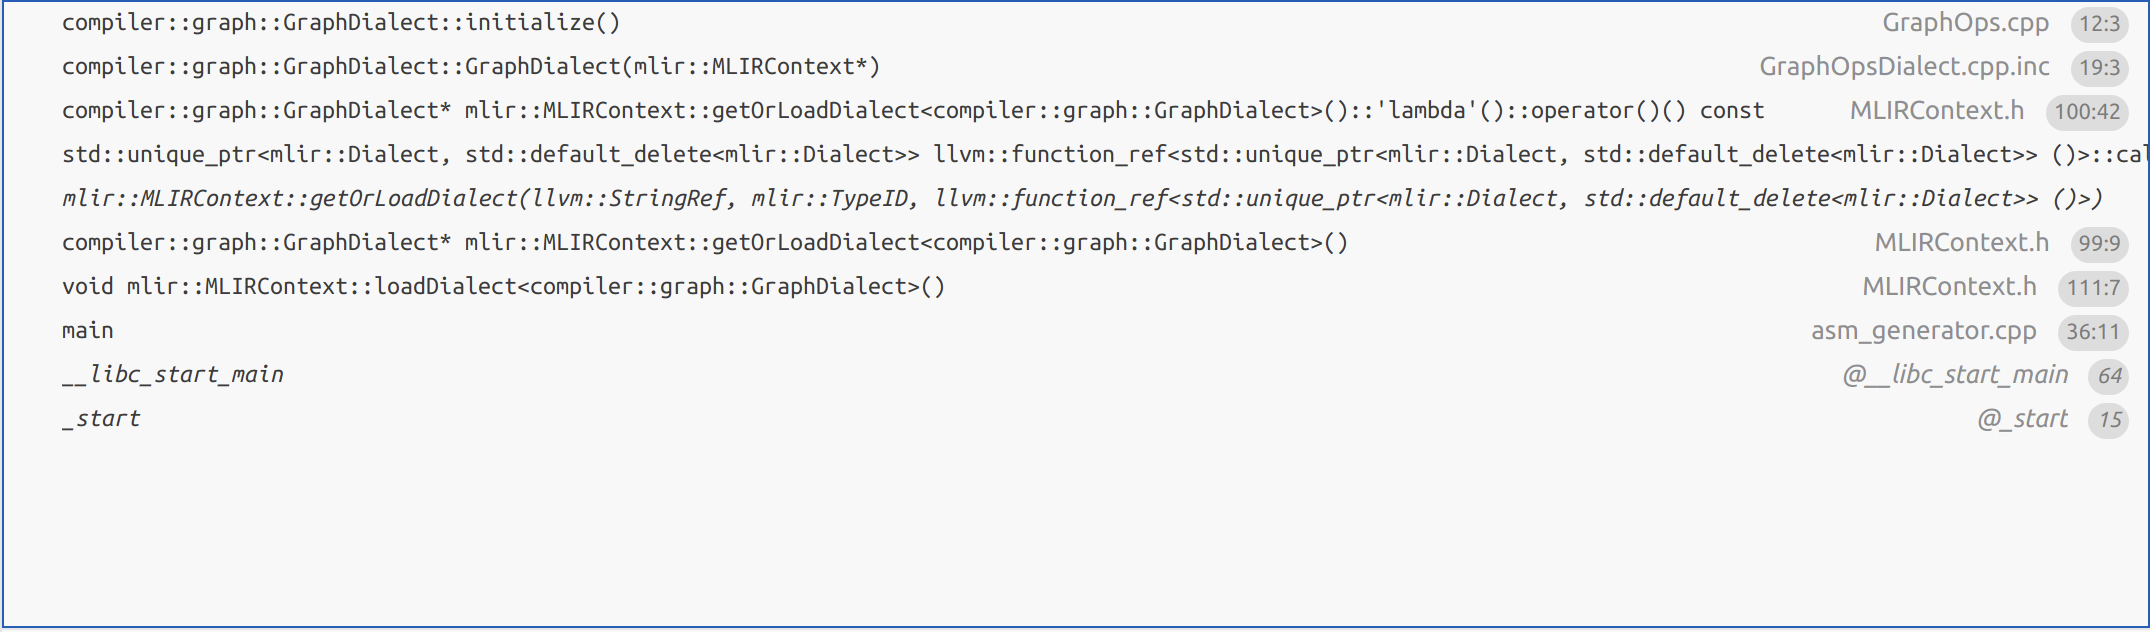 compiler::graph::GraphDialect::initialize() GraphOps.cpp 12:3
compiler::graph::GraphDialect::GraphDialect(mlir::MLIRContext*) GraphOpsDialect.cpp.inc 19:3
compiler::graph::GraphDialect* mlir::MLIRContext::getOrLoadDialect<compiler::graph::GraphDialect>()::'lambda'()::operator()() const MLIRContext.h 100:42
std::unique_ptr<mlir::Dialect, std::default_delete<mlir::Dialect>> llvm::function_ref<std::unique_ptr<mlir::Dialect, std::default_delete<mlir::Dialect>> ()>::cal
mlir::MLIRContext::getOrLoadDialect(llvm::StringRef, mlir::TypeID, llvm::function_ref<std::unique_ptr<mlir::Dialect, std::default_delete<mlir::Dialect>> ()>)
compiler::graph::GraphDialect* mlir::MLIRContext::getOrLoadDialect<compiler::graph::GraphDialect>() MLIRContext.h 99:9
void mlir::MLIRContext::loadDialect<compiler::graph::GraphDialect>() MLIRContext.h 111:7
main asm_generator.cpp 36:11
__libc_start_main @__libc_start_main 64
_start @_start 15